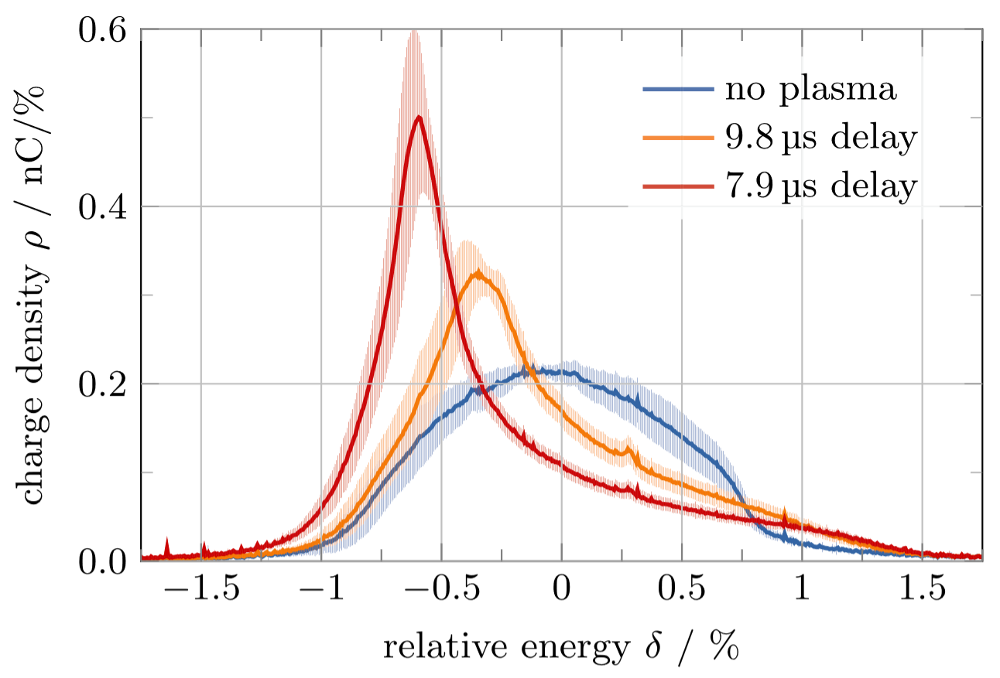 0.6
0.4
0.2
0.0
charge density ρ / nC/%
no plasma
9.8 µs delay
7.9 µs delay
−1.5 −1 −0.5 0 0.5 1 1.5
relative energy δ / %